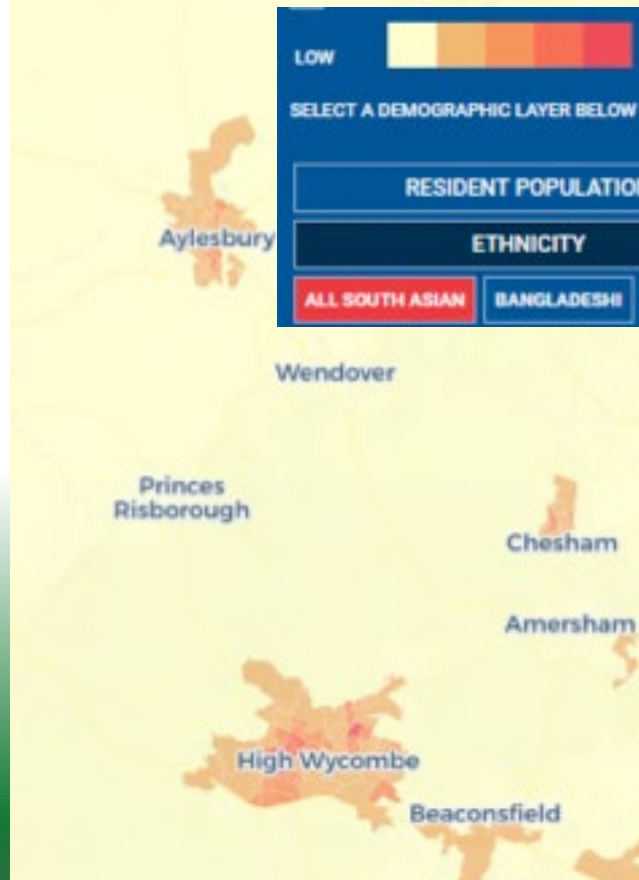 LOW
SELECT A DEMOGRAPHIC LAYER BELOW
RESIDENT POPULATIO
ETHNICITY
ALL SOUTH ASIAN
BANGLADESHI
Aylesbury
Wendover
Princes
Risborough
Chesham
Amersham
High Wycombe
Beaconsfield